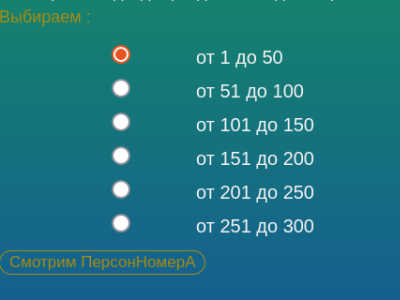 Выбираем :
от 1 до 50
от 51 до 100
от 101 до 150
от 151 до 200
от 201 до 250
от 251 до 300
Смотрим ПерсонНомерА